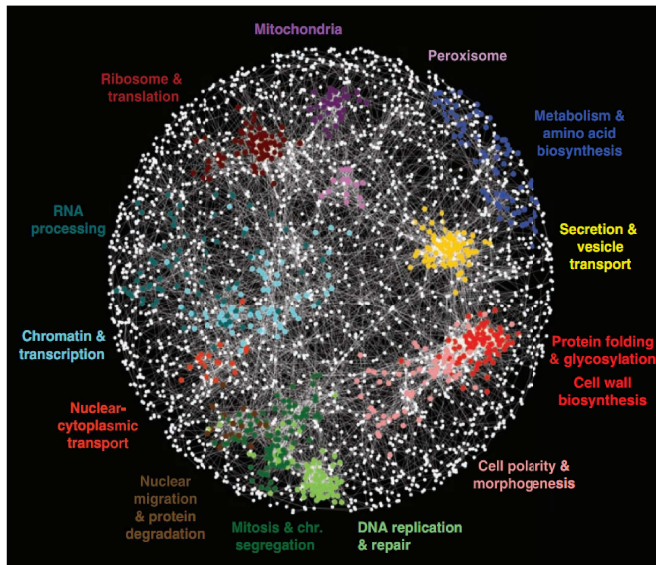 Mitochondria
Peroxisome
Ribosome &
translation
Metabolism &
amino acid
biosynthesis
RNA
processing
Secretion &
vesicle
transport
Chromatin &
transcription
Protein folding
& glycosylation
Cell wall
biosynthesis
Nuclear-
cytoplasmic
transport
Cell polarity &
morphogenesis
Nuclear
migration
& protein
degradation
Mitosis & chr.
segregation
DNA replication
& repair